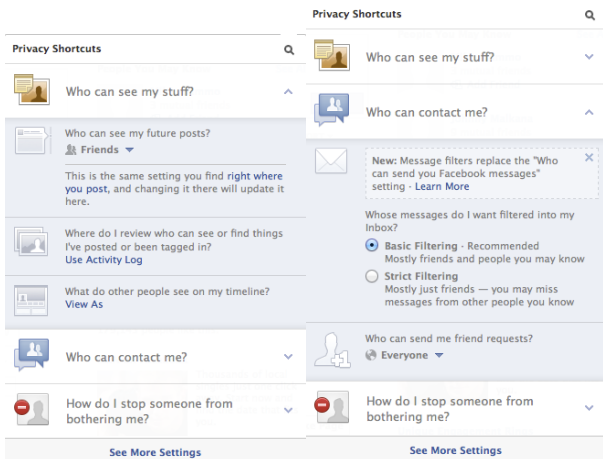 Privacy Shortcuts
Who can see my stuff?
Who can see my future posts?
Friends
This is the same setting you find right where
you post, and changing it there will update it
here.
Where do I review who can see or find things
I've posted or been tagged in?
Use Activity Log
What do other people see on my timeline?
View As
Who can contact me?
How do I stop someone from
bothering me?
See More Settings
Privacy Shortcuts
Who can see my stuff?
Who can contact me?
New: Message filters replace the "Who
can send you Facebook messages"
setting · Learn More
Whose messages do I want filtered into my
Inbox?
Basic Filtering - Recommended
Mostly friends and people you may know
Strict Filtering
Mostly just friends — you may miss
messages from other people you know
+1
Who can send me friend requests?
Everyone
How do I stop someone from
bothering me?
See More Settings